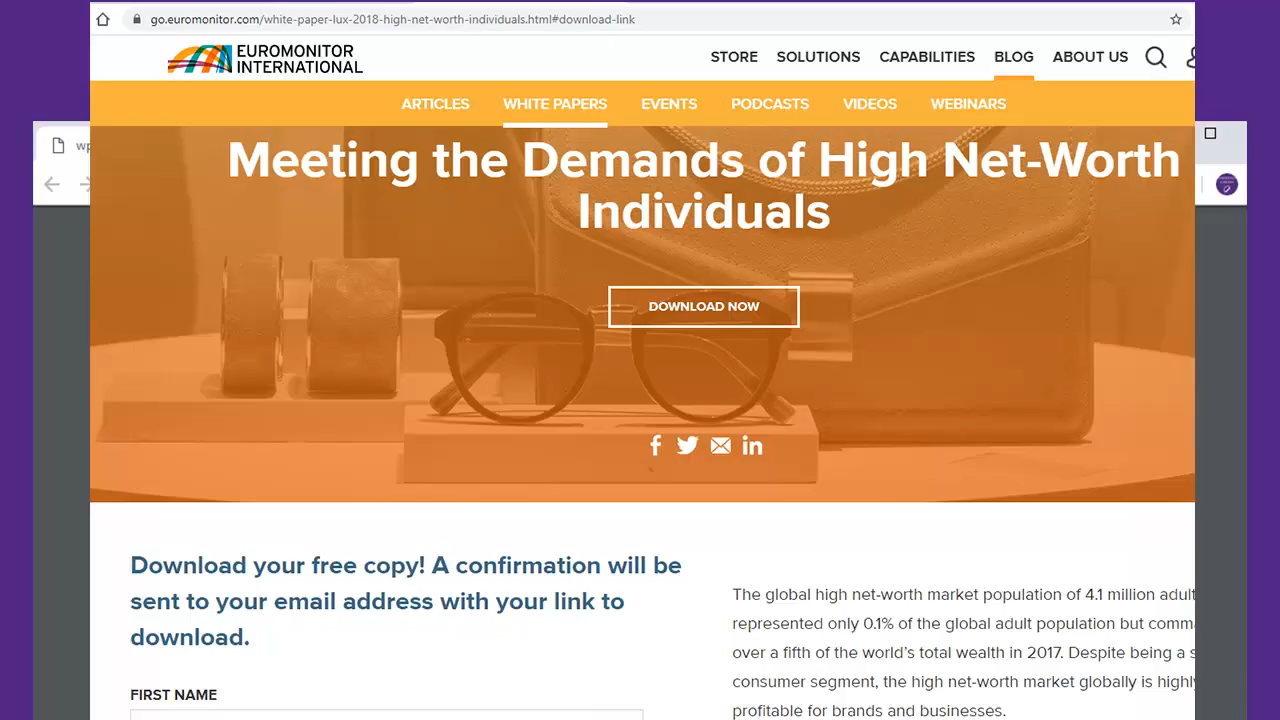 go.euromonitor.com/white-paper-lux-2018-high-net-worth-individuals.html#download-link
EUROMONITOR
INTERNATIONAL
STORE SOLUTIONS CAPABILITIES BLOG ABOUT US
ARTICLES WHITE PAPERS EVENTS PODCASTS VIDEOS WEBINARS
wp
Meeting the Demands of High Net-Worth
Individuals
DOWNLOAD NOW
Download your free copy! A confirmation will be
sent to your email address with your link to
download.
FIRST NAME
The global high net-worth market population of 4.1 million adult
represented only 0.1% of the global adult population but comma
over a fifth of the world's total wealth in 2017. Despite being a s
consumer segment, the high net-worth market globally is highly
profitable for brands and businesses.